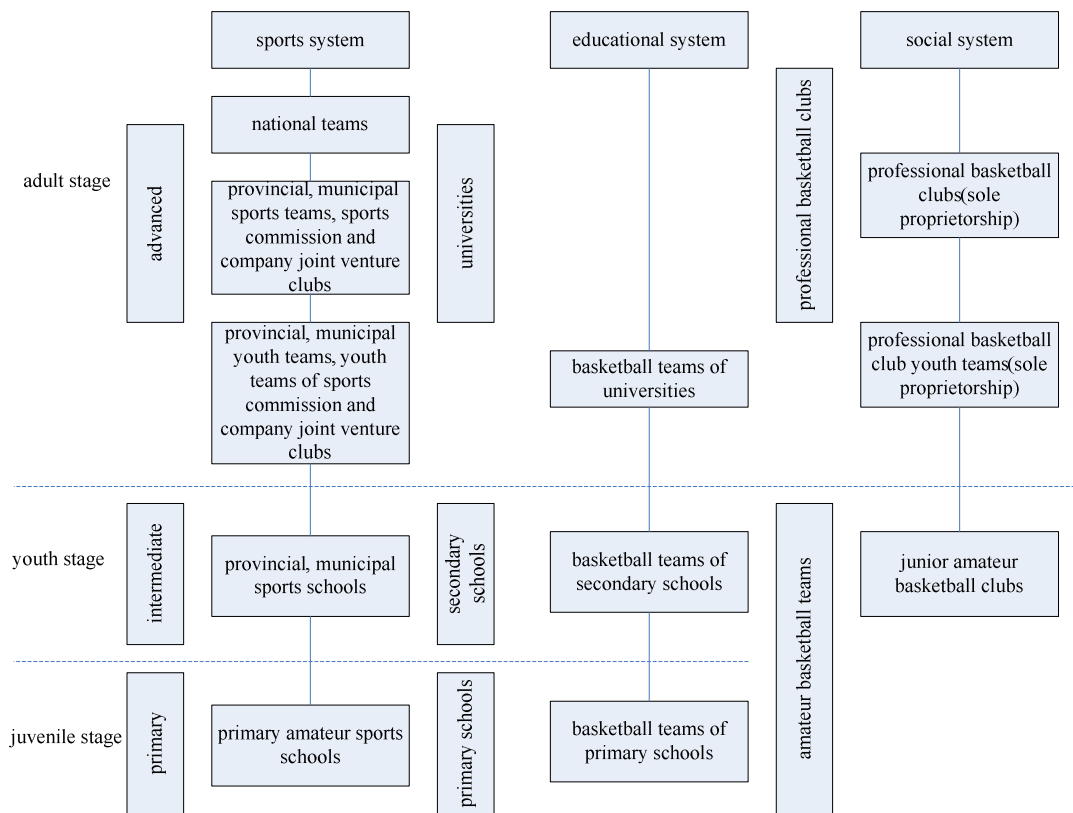 sports system
educational system
social system
national teams
adult stage
advanced
provincial, municipal
sports teams, sports
commission and
company joint venture
clubs
universities
professional basketball clubs
professional basketball
clubs(sole
proprietorship)
provincial, municipal
youth teams, youth
teams of sports
commission and
company joint venture
clubs
basketball teams of
universities
professional basketball
club youth teams(sole
proprietorship)
youth stage
intermediate
provincial, municipal
sports schools
secondary
schools
basketball teams of
secondary schools
amateur basketball teams
junior amateur
basketball clubs
juvenile stage
primary
primary amateur sports
schools
primary schools
basketball teams of
primary schools